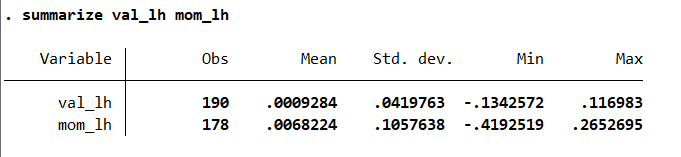 . summarize val_lh mom_lh
Variable Obs Mean Std. dev. Min Max
val_lh 190 .0009284 .0419763 -.1342572 .116983
mom_lh 178 .0068224 .1057638 -.4192519 .2652695